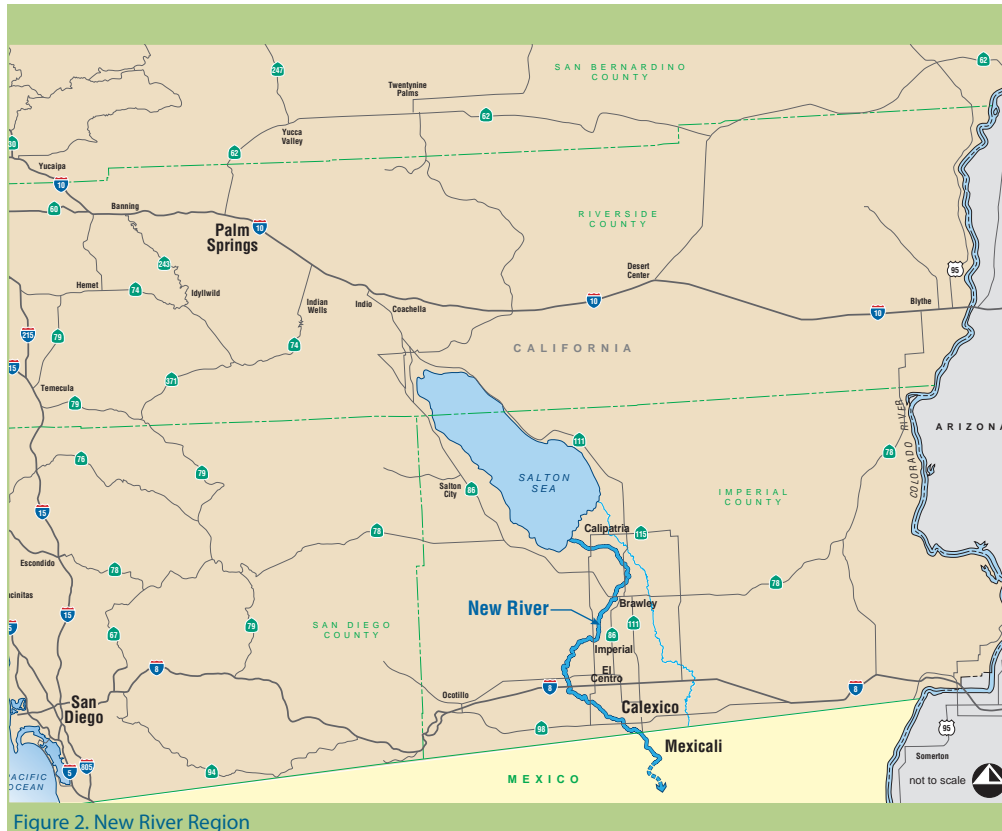 247
SAN BERNARDINO
COUNTY
62
Twentynine
Palms
62
Yucca
Valley
62
Yucaipa
10
Banning
60
Palm
Springs
10
RIVERSIDE
COUNTY
95
243
Desert
Center
Hemet
74
Idyllwild
Indian
Wells
Indio
Coachella
10
Blythe
10
215
79
74
CALIFORNIA
15
371
Temecula
79
COLORADO RIVER
ARIZONA
111
76
79
78
SALTON
SEA
Salton
City
86
IMPERIAL
COUNTY
15
78
Calipatria
115
Escondido
78
78
New River
Brawley
15
67
79
SAN DIEGO
COUNTY
86
111
Imperial
5
8
El
Centro
Ocotillo
8
8
San
Diego
Calexico
98
Mexicali
95
Somerton
5
805
94
PACIFIC
OCEAN
MEXICO
not to scale
Figure 2. New River Region